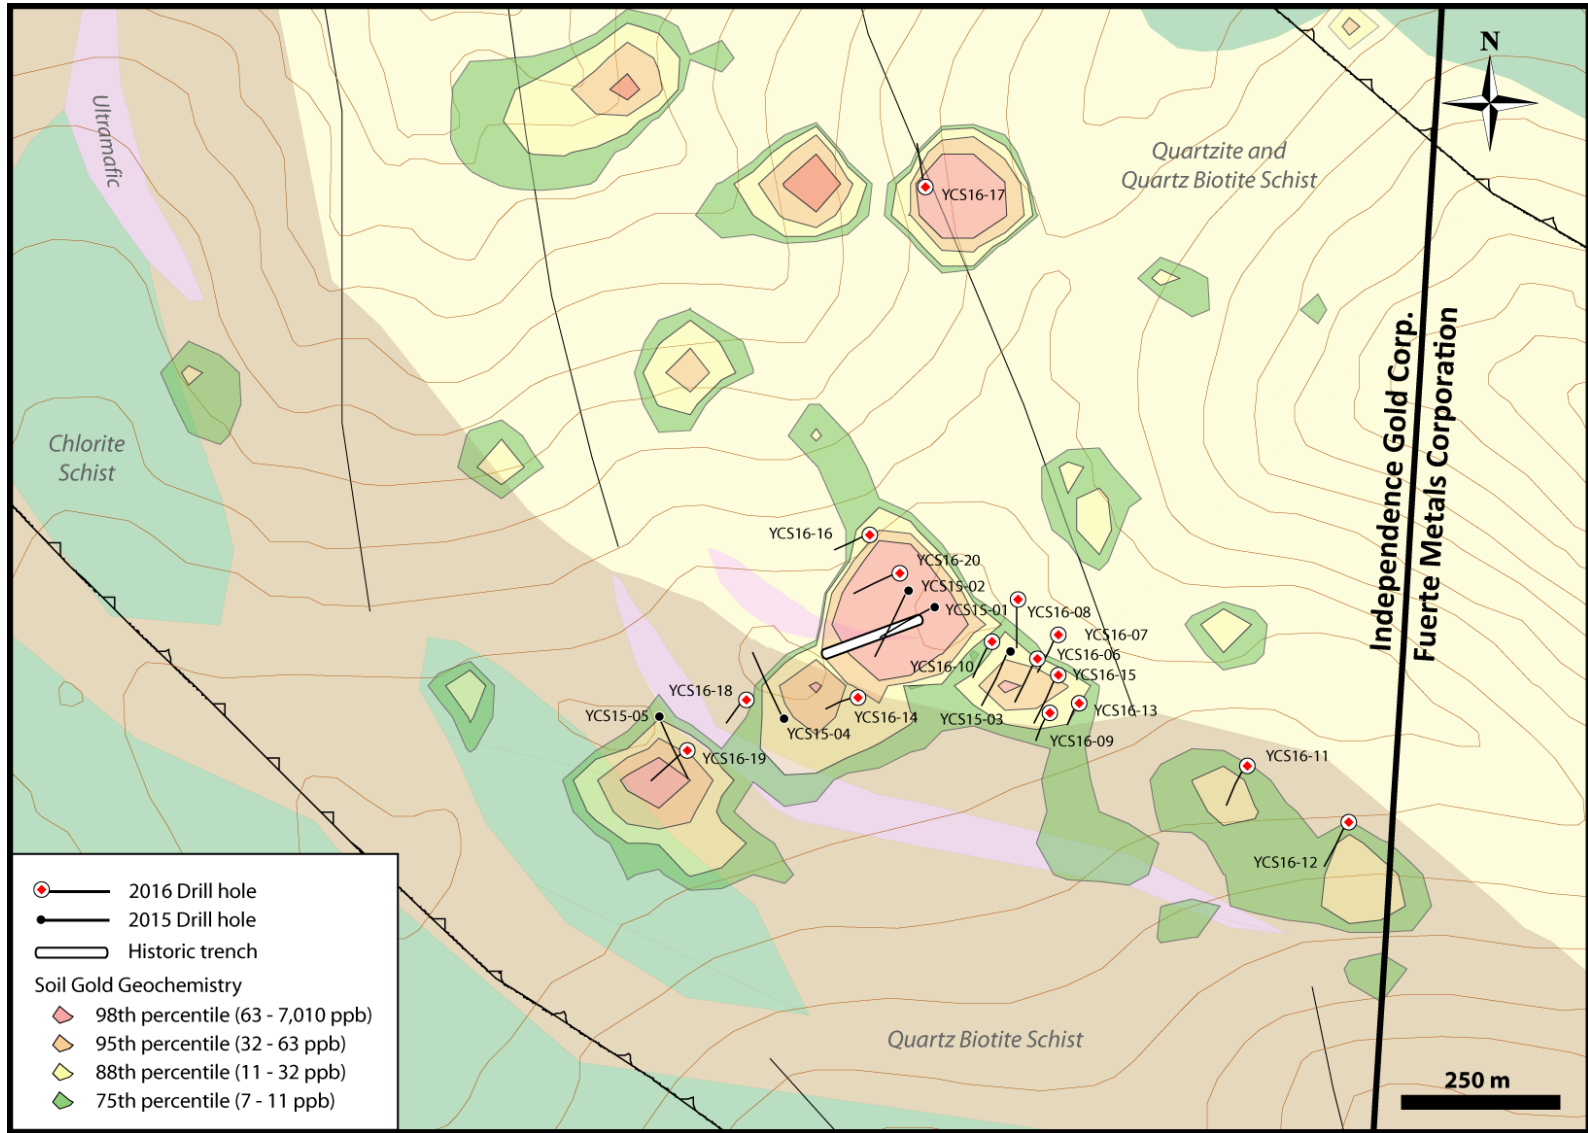 N
Ultramafic
Quartzite and
Quartz Biotite Schist
YCS16-17
Independence Gold Corp.
Fuerte Metals Corporation
Chlorite
Schist
YCS16-16
YCS16-20
YCS15-02
YCS15-01
YCS16-08
YCS16-07
YCS16-06
YCS16-10
YCS16-15
YCS16-18
YCS16-14
YCS15-03
YCS16-13
YCS15-05
YCS15-04
YCS16-09
YCS16-19
YCS16-11
YCS16-12
2016 Drill hole
2015 Drill hole
Historic trench
Soil Gold Geochemistry
98th percentile (63 - 7,010 ppb)
95th percentile (32 - 63 ppb)
88th percentile (11 - 32 ppb)
75th percentile (7 - 11 ppb)
Quartz Biotite Schist
250 m